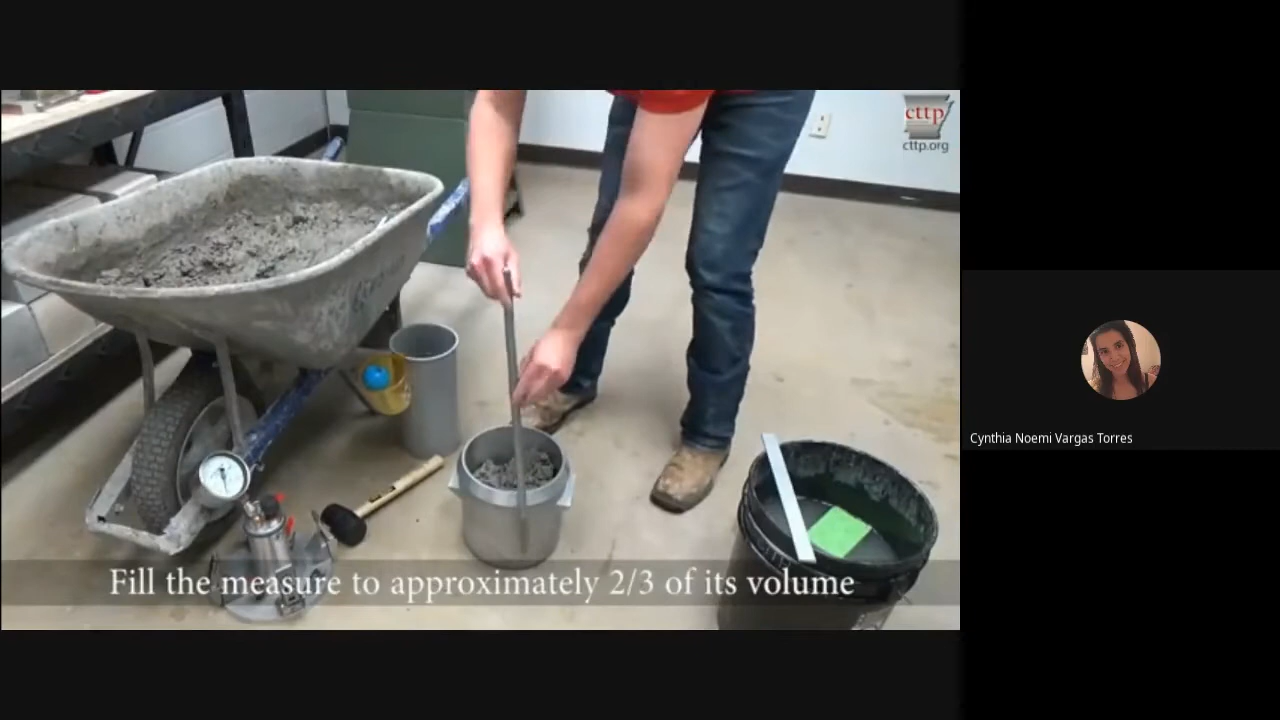 cttp
cttp.org
Cynthia Noemi Vargas Torres
Fill the measure to approximately 2/3 of its volume